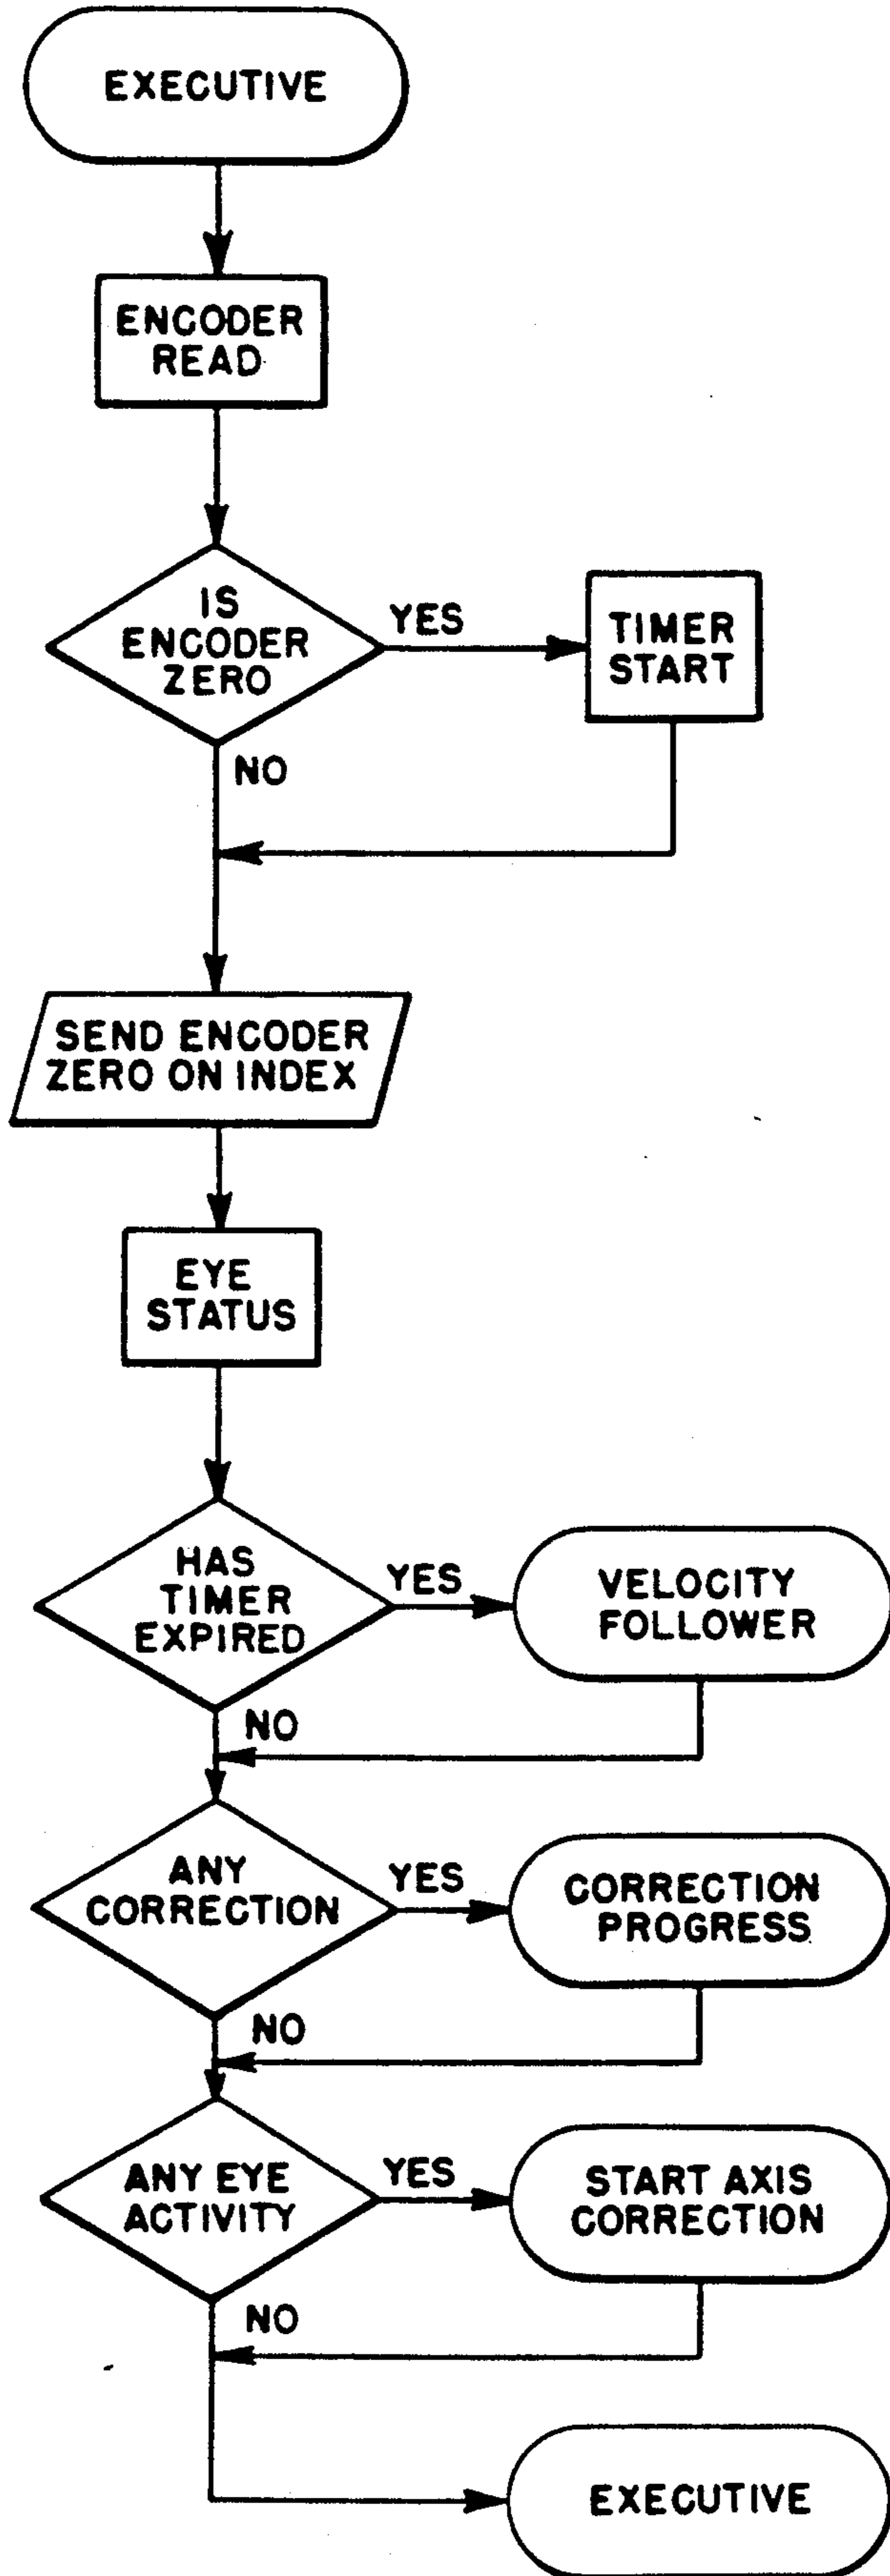 EXECUTIVE
ENCODER
READ
IS
ENCODER
ZERO
YES
TIMER
START
NO
SEND ENCODER
ZERO ON INDEX
EYE
STATUS
HAS
TIMER
EXPIRED
YES
VELOCITY
FOLLOWER
NO
ANY
CORRECTION
YES
CORRECTION
PROGRESS
NO
ANY EYE
ACTIVITY
YES
START AXIS
CORRECTION
NO
EXECUTIVE